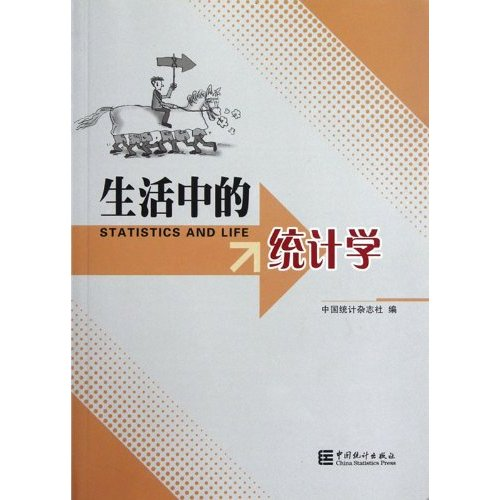 生活中的
STATISTICS AND LIFE
统计学
中国统计杂志社 编
中国统计出版社
China Statistics Press